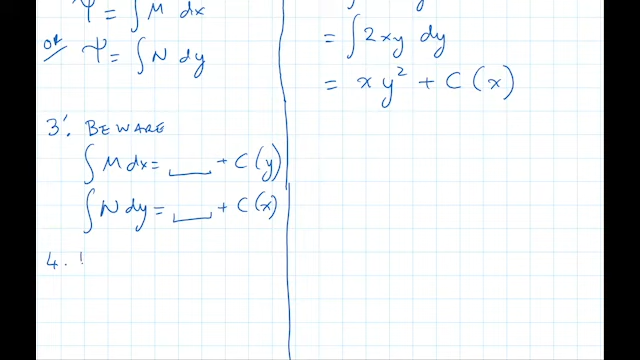 Ψ = ∫ M dx
OR Ψ = ∫ N dy
3'. BEWARE
∫ M dx = ___ + C (y)
∫ N dy = ___ + C (x)
4.
= ∫ 2xy dy
= xy² + C (x)